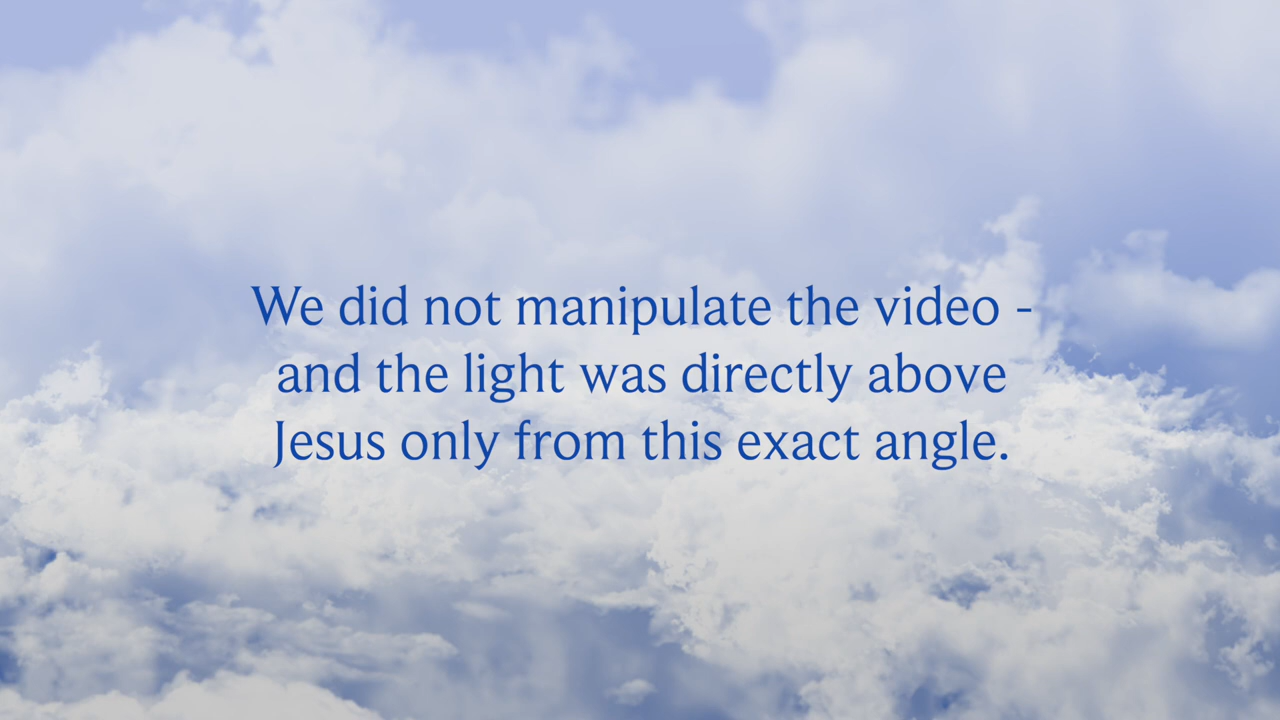 We did not manipulate the video -
and the light was directly above
Jesus only from this exact angle.